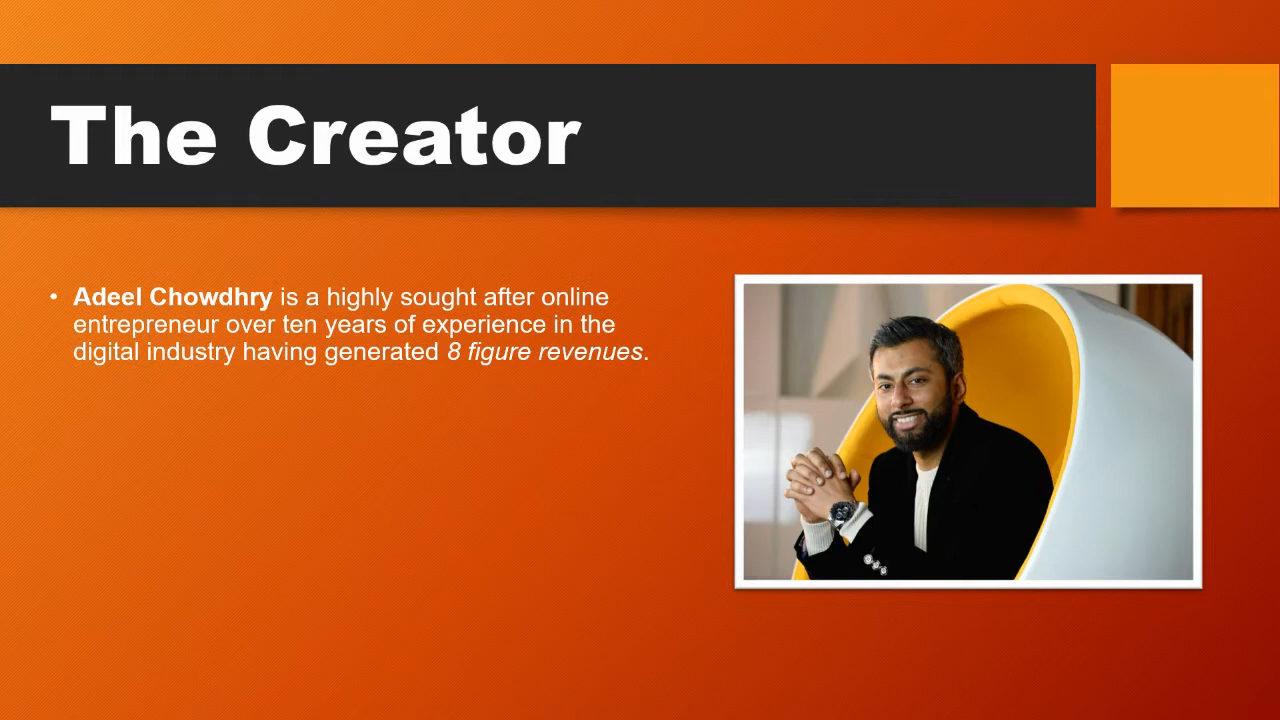 The Creator
• Adeel Chowdhry is a highly sought after online
entrepreneur over ten years of experience in the
digital industry having generated 8 figure revenues.